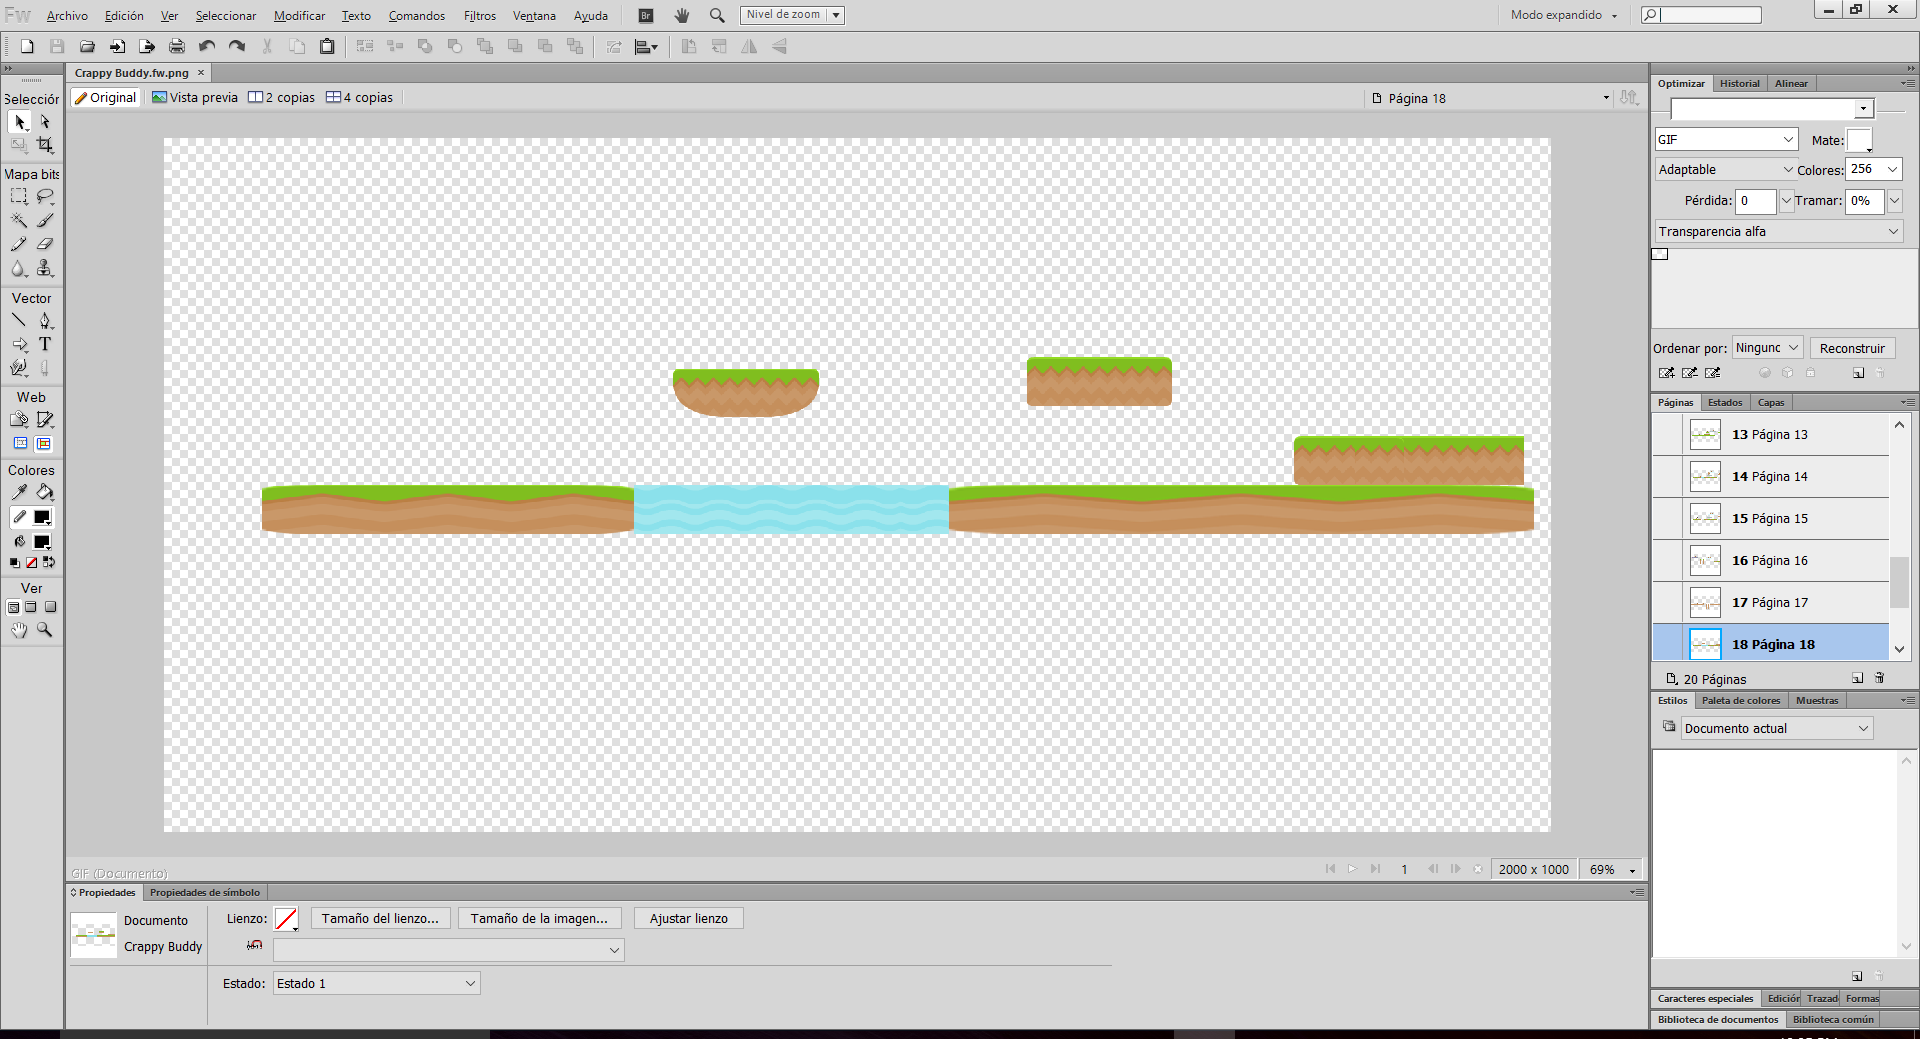 Fw Archivo Edición Ver Seleccionar Modificar Texto Comandos Filtros Ventana Ayuda Br Nivel de zoom Modo expandido
Crappy Buddy.fw.png ×
Original Vista previa 2 copias 4 copias Página 18
Selección
Mapa bits
Vector
Web
Colores
Ver
Optimizar Historial Alinear
GIF Mate:
Adaptable Colores: 256
Pérdida: 0 Tramar: 0%
Transparencia alfa
Ordenar por: Ningunc Reconstruir
Páginas Estados Capas
13 Página 13
14 Página 14
15 Página 15
16 Página 16
17 Página 17
18 Página 18
20 Páginas
Estilos Paleta de colores Muestras
Documento actual
Caracteres especiales Edición Trazad Formas
Biblioteca de documentos Biblioteca común
GIF (Documento) 1 2000 x 1000 69%
Propiedades Propiedades de símbolo
Documento Lienzo: Tamaño del lienzo... Tamaño de la imagen... Ajustar lienzo
Crappy Buddy
Estado: Estado 1